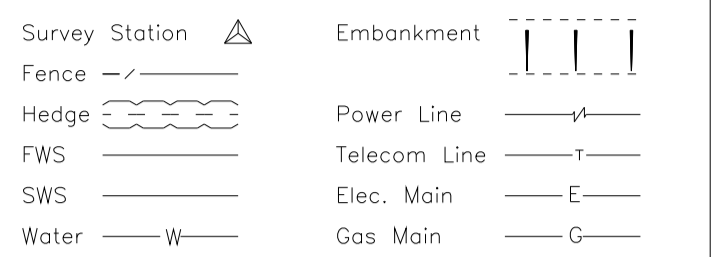 Survey Station
Fence
Hedge
FWS
SWS
Water W
Embankment
Power Line
Telecom Line T
Elec. Main E
Gas Main G